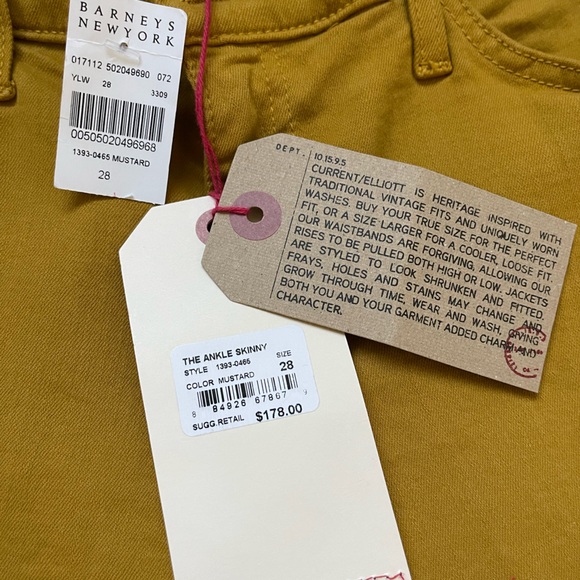 BARNEYS
NEWYORK
017112 502049690 072
YLW 28 3309
00505020496968
1393-0465 MUSTARD
28
DEPT. 10.15.9.5
CURRENT/ELLIOTT IS HERITAGE INSPIRED WITH
TRADITIONAL VINTAGE FITS AND UNIQUELY WORN
WASHES. BUY YOUR TRUE SIZE FOR THE PERFECT
FIT, OR A SIZE LARGER FOR A COOLER, LOOSE FIT.
OUR WAISTBANDS ARE FORGIVING, ALLOWING OUR
RISES TO BE PULLED BOTH HIGH OR LOW. JACKETS
ARE STYLED TO LOOK SHRUNKEN AND FITTED.
FRAYS, HOLES AND STAINS MAY CHANGE AND
GROW THROUGH TIME, WEAR AND WASH, GIVING
BOTH YOU AND YOUR GARMENT ADDED CHARM AND
CHARACTER.
THE ANKLE SKINNY
STYLE 1393-0465 SIZE
COLOR MUSTARD 28
8 84926 67867 9
SUGG.RETAIL $178.00